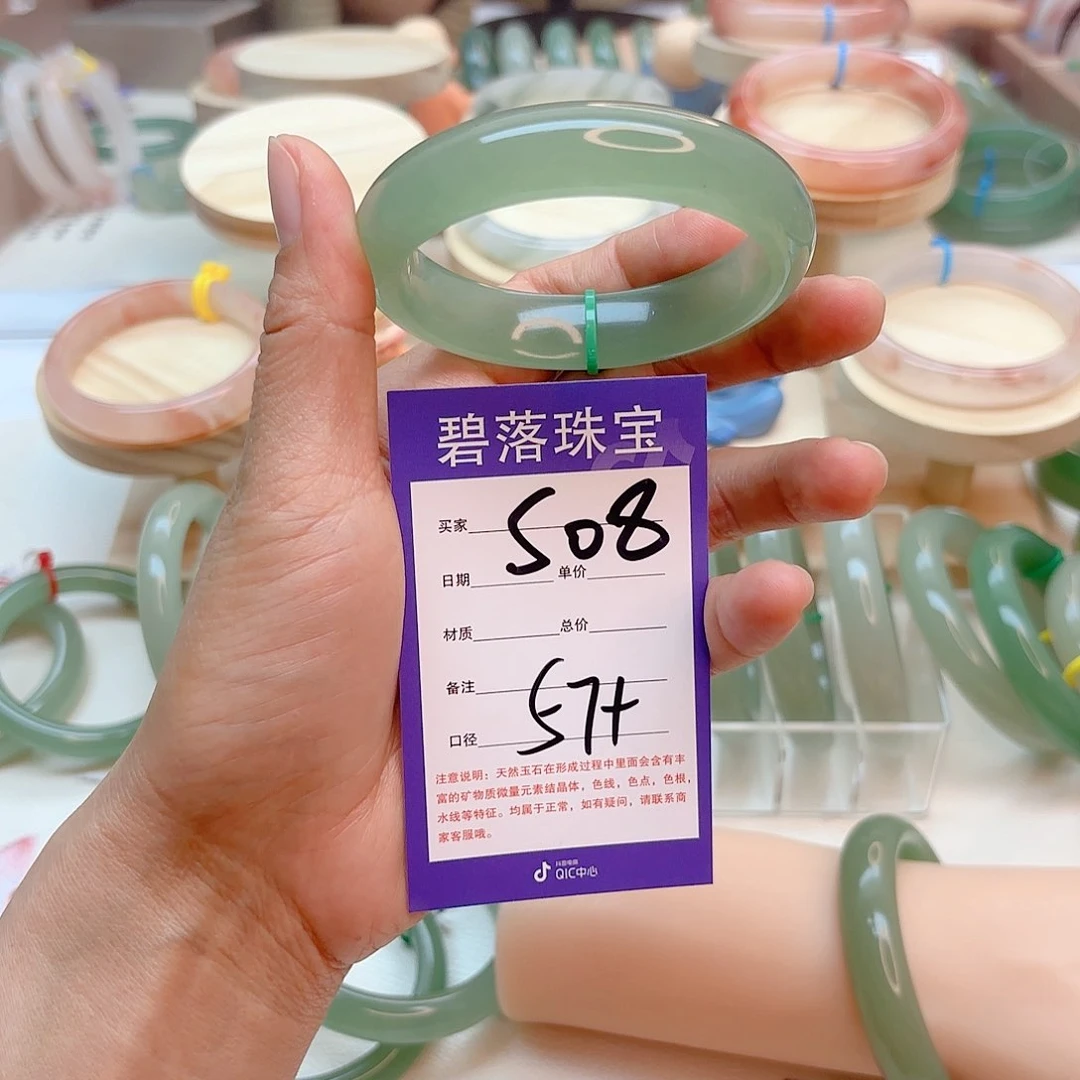 碧落珠宝
买家 508
日期 单价
材质 总价
备注
口径 57+
注意说明：天然玉石在形成过程中里面会含有丰
富的矿物质微量元素结晶体，色线，色点，色根，
水线等特征。均属于正常，如有疑问，请联系商
家客服哦。
抖音电商
QIC中心